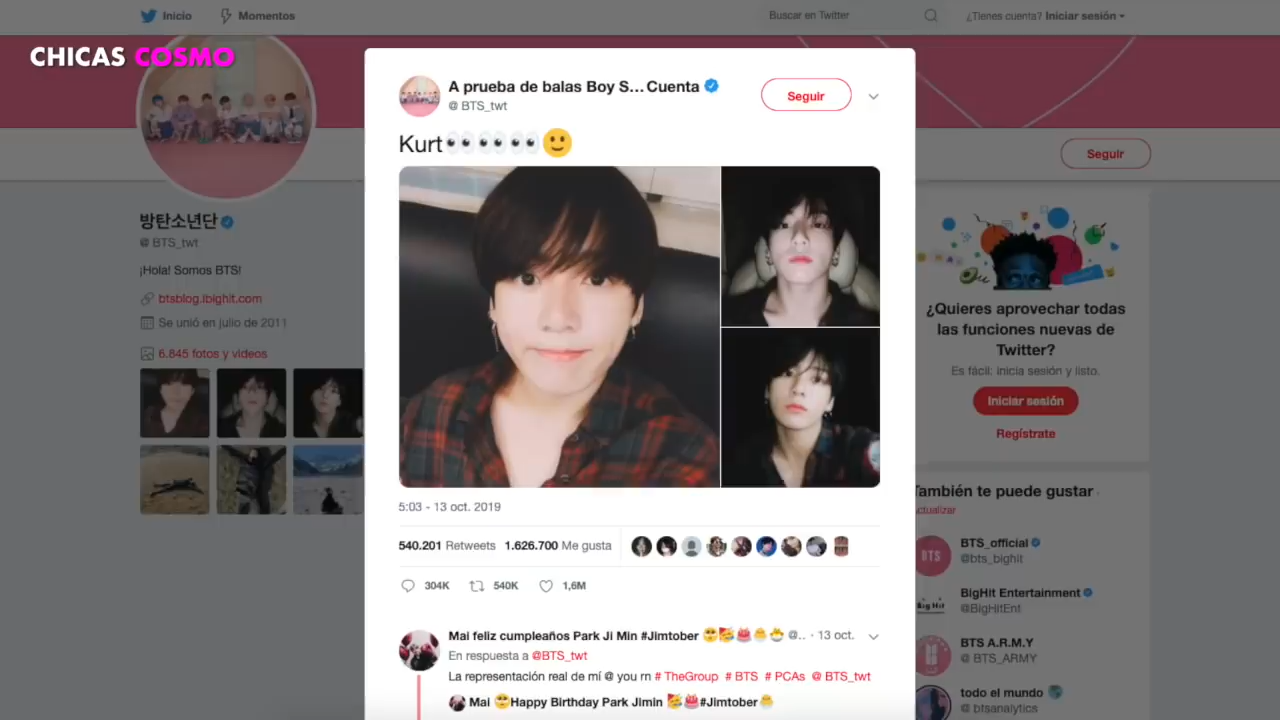 Inicio
Momentos
Buscar en Twitter
¿Tienes cuenta? Iniciar sesión
CHICAS COSMO
A prueba de balas Boy S... Cuenta
@ BTS_twt
Seguir
Kurt👀👀👀🙂
Seguir
방탄소년단
@ BTS_twt
¡Hola! Somos BTS!
btsblog.ibighit.com
Se unió en julio de 2011
6.845 fotos y videos
5:03 - 13 oct. 2019
540.201 Retweets 1.626.700 Me gusta
304K 540K 1,6M
Mai feliz cumpleaños Park Ji Min #Jimtober @.. · 13 oct.
En respuesta a @BTS_twt
La representación real de mí @ you rn # TheGroup # BTS # PCAs @ BTS_twt
Mai Happy Birthday Park Jimin #Jimtober
¿Quieres aprovechar todas
las funciones nuevas de
Twitter?
Es fácil: inicia sesión y listo.
Iniciar sesión
Regístrate
También te puede gustar ·
Actualizar
BTS
BTS_official
@bts_bighit
BigHit Entertainment
@BigHitEnt
Big Hit
BTS A.R.M.Y
@ BTS_ARMY
todo el mundo
@ btsanalytics